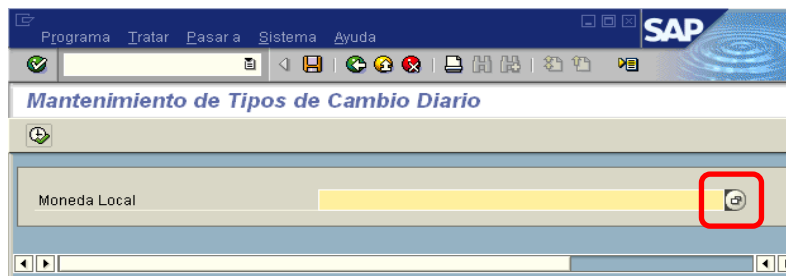 Programa Tratar Pasar a Sistema Ayuda
SAP
Mantenimiento de Tipos de Cambio Diario
Moneda Local